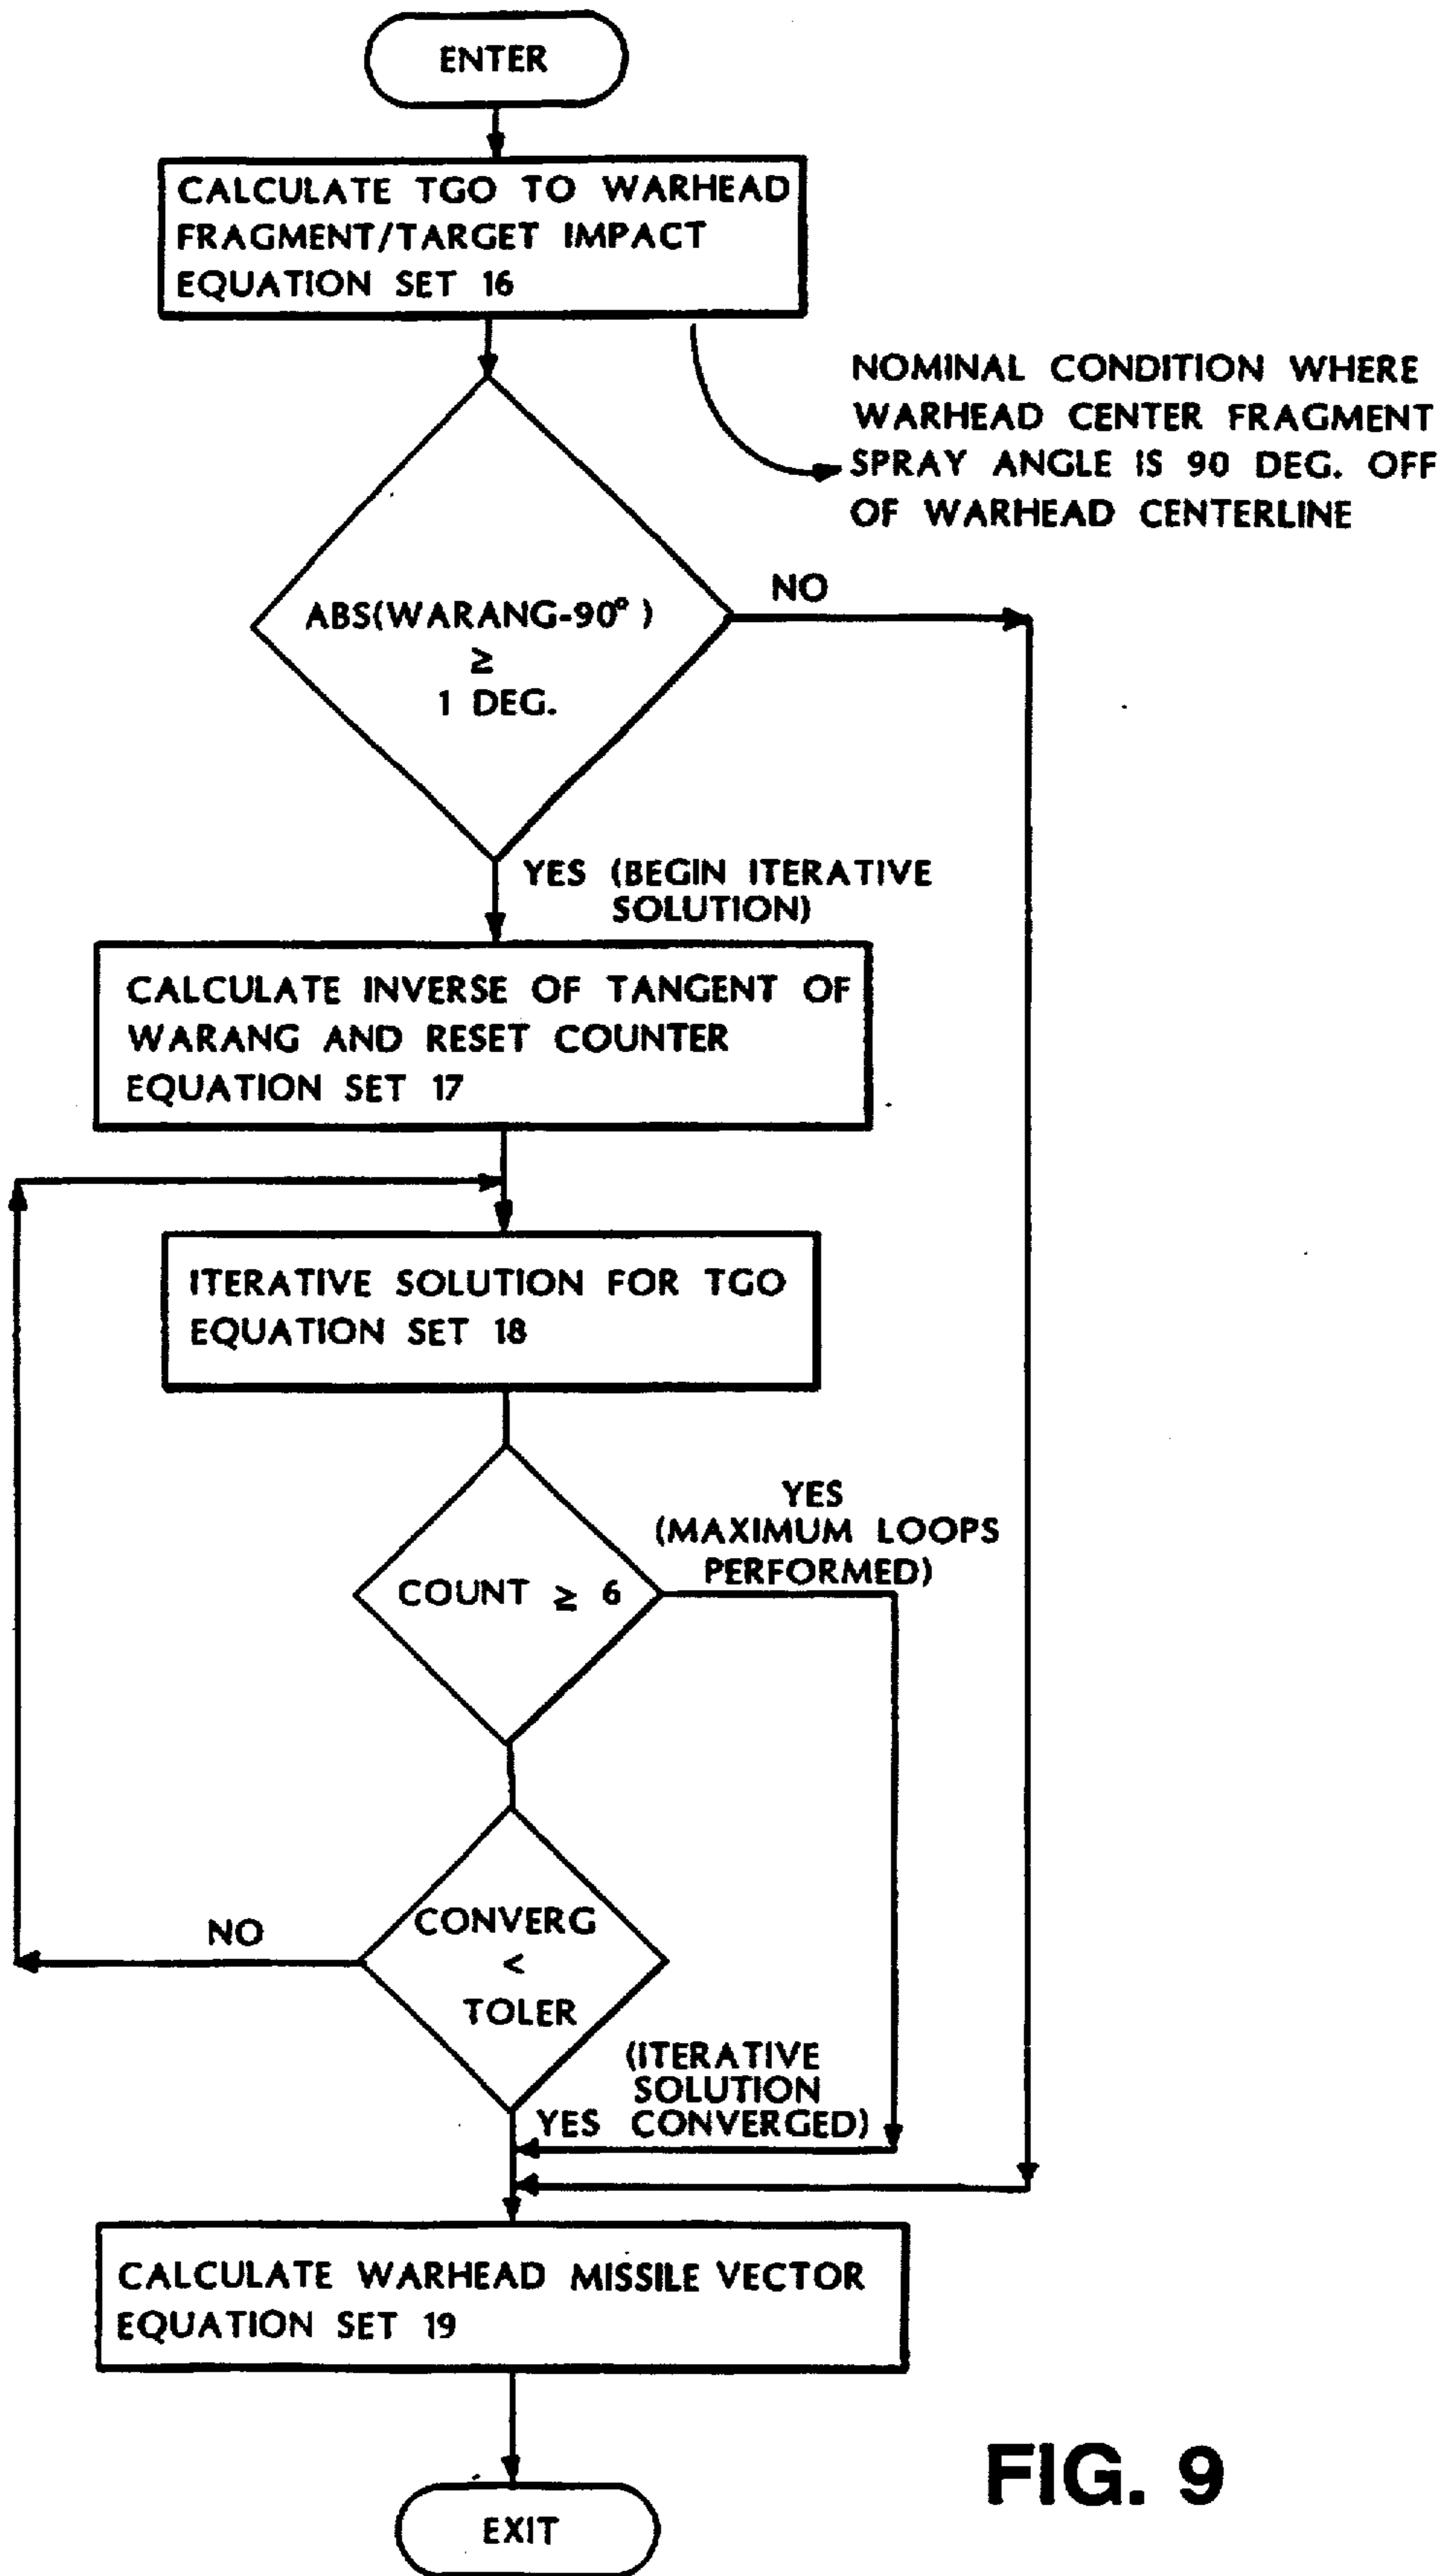 ENTER
CALCULATE TGO TO WARHEAD
FRAGMENT/TARGET IMPACT
EQUATION SET 16
NOMINAL CONDITION WHERE
WARHEAD CENTER FRAGMENT
SPRAY ANGLE IS 90 DEG. OFF
OF WARHEAD CENTERLINE
ABS(WARANG-90°)
≥
1 DEG.
NO
YES (BEGIN ITERATIVE
SOLUTION)
CALCULATE INVERSE OF TANGENT OF
WARANG AND RESET COUNTER
EQUATION SET 17
ITERATIVE SOLUTION FOR TGO
EQUATION SET 18
COUNT ≥ 6
YES
(MAXIMUM LOOPS
PERFORMED)
CONVERG
<
TOLER
NO
(ITERATIVE
SOLUTION
YES CONVERGED)
CALCULATE WARHEAD MISSILE VECTOR
EQUATION SET 19
EXIT
FIG. 9